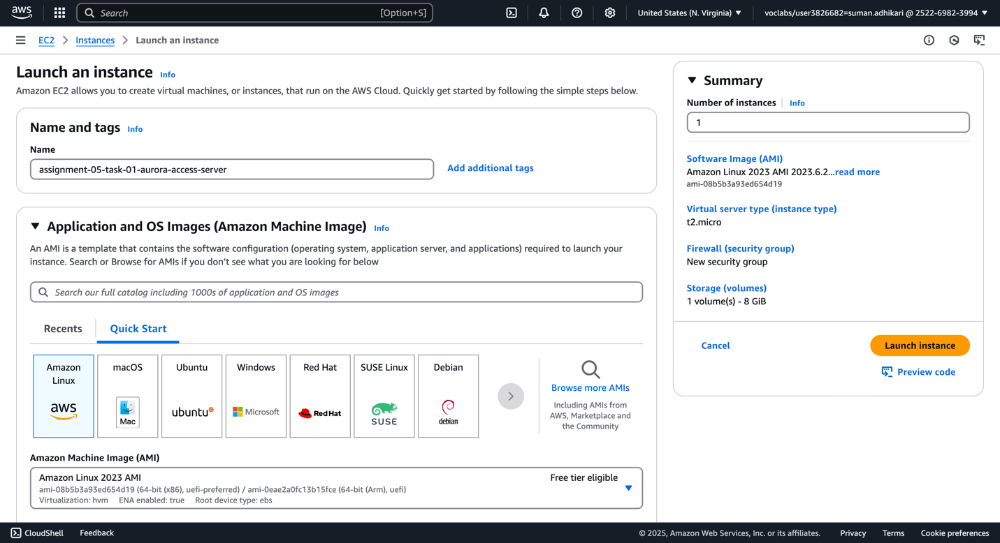 aws
Search [Option+S]
United States (N. Virginia)
voclabs/user3826682=suman.adhikari @ 2522-6982-3994
EC2
Instances
Launch an instance
Launch an instance Info
Amazon EC2 allows you to create virtual machines, or instances, that run on the AWS Cloud. Quickly get started by following the simple steps below.
Name and tags Info
Name
assignment-05-task-01-aurora-access-server
Add additional tags
Application and OS Images (Amazon Machine Image) Info
An AMI is a template that contains the software configuration (operating system, application server, and applications) required to launch your
instance. Search or Browse for AMIs if you don’t see what you are looking for below
Search our full catalog including 1000s of application and OS images
Recents
Quick Start
Amazon
Linux
aws
macOS
Mac
Ubuntu
ubuntu
Windows
Microsoft
Red Hat
Red Hat
SUSE Linux
SUSE
Debian
debian
Browse more AMIs
Including AMIs from
AWS, Marketplace and
the Community
Amazon Machine Image (AMI)
Amazon Linux 2023 AMI
Free tier eligible
ami-08b5b3a93ed654d19 (64-bit (x86), uefi-preferred) / ami-0eae2a0fc13b15fce (64-bit (Arm), uefi)
Virtualization: hvm ENA enabled: true Root device type: ebs
Summary
Number of instances Info
1
Software Image (AMI)
Amazon Linux 2023 AMI 2023.6.2...read more
ami-08b5b3a93ed654d19
Virtual server type (instance type)
t2.micro
Firewall (security group)
New security group
Storage (volumes)
1 volume(s) - 8 GiB
Cancel
Launch instance
Preview code
CloudShell
Feedback
© 2025, Amazon Web Services, Inc. or its affiliates.
Privacy
Terms
Cookie preferences